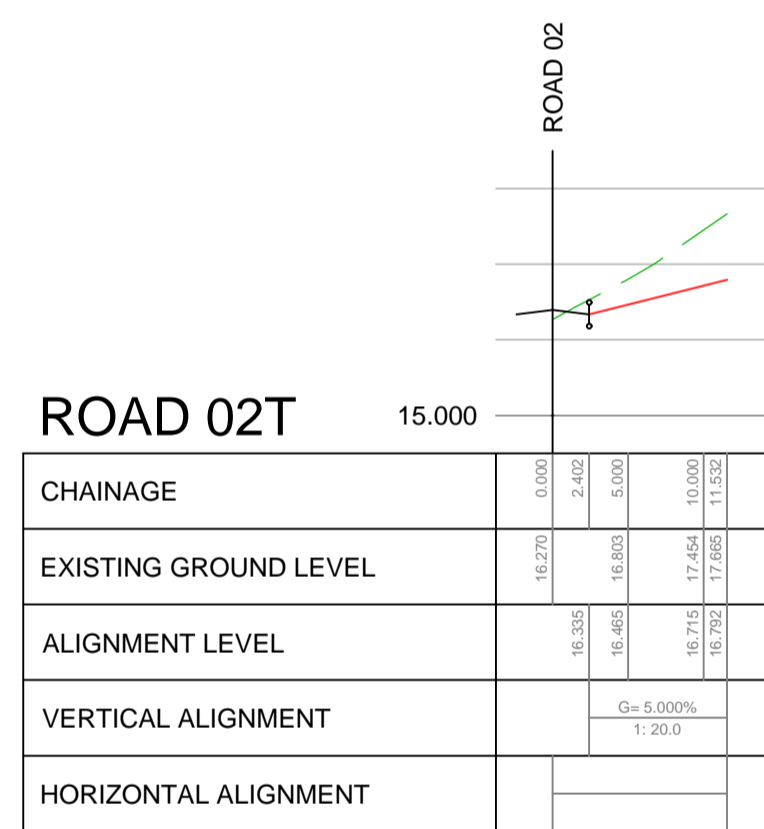 ROAD 02
ROAD 02T 15.000
CHAINAGE 0.000 2.402 5.000 10.000 11.532
EXISTING GROUND LEVEL 16.270 16.803 17.454 17.665
ALIGNMENT LEVEL 16.335 16.465 16.715 16.792
VERTICAL ALIGNMENT G= 5.000%
1: 20.0
HORIZONTAL ALIGNMENT